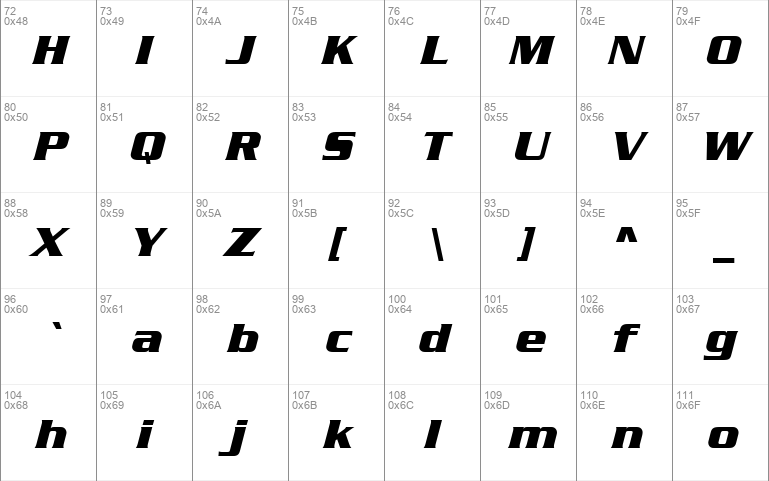 72 73 74 75 76 77 78 79
0x48 0x49 0x4A 0x4B 0x4C 0x4D 0x4E 0x4F
H I J K L M N O
80 81 82 83 84 85 86 87
0x50 0x51 0x52 0x53 0x54 0x55 0x56 0x57
P Q R S T U V W
88 89 90 91 92 93 94 95
0x58 0x59 0x5A 0x5B 0x5C 0x5D 0x5E 0x5F
X Y Z [ \ ] ^ _
96 97 98 99 100 101 102 103
0x60 0x61 0x62 0x63 0x64 0x65 0x66 0x67
` a b c d e f g
104 105 106 107 108 109 110 111
0x68 0x69 0x6A 0x6B 0x6C 0x6D 0x6E 0x6F
h i j k l m n o